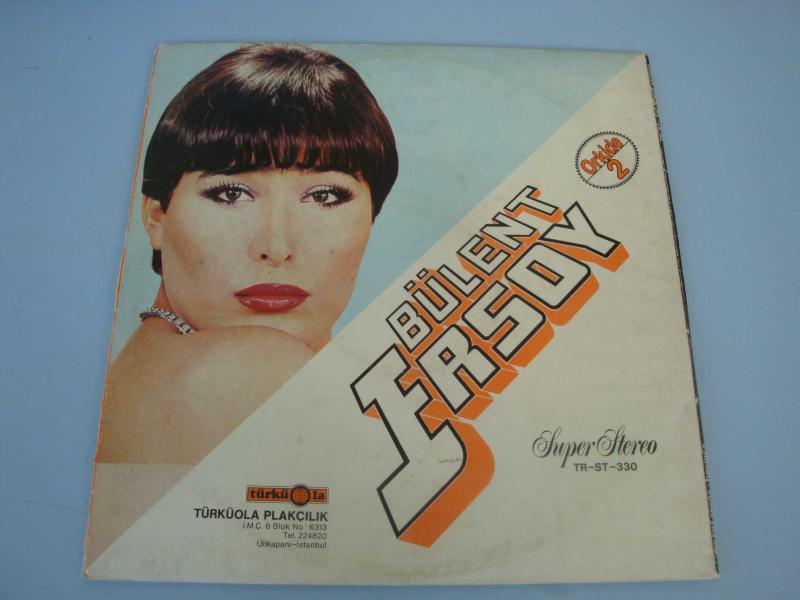 Orkide
2
BÜLENT
ERSOY
Super Stereo
TR-ST-330
türküola
TÜRKÜOLA PLAKÇILIK
İ.M.Ç. 6 Blok No: 6313
Tel. 224820
Unkapanı-İstanbul